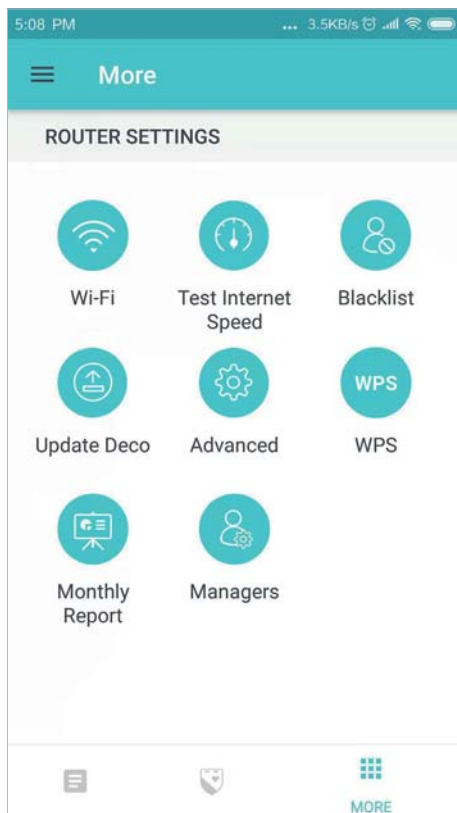 5:08 PM ... 3.5KB/s
More
ROUTER SETTINGS
Wi-Fi
Test Internet
Speed
Blacklist
Update Deco
Advanced
WPS
WPS
Monthly
Report
Managers
MORE